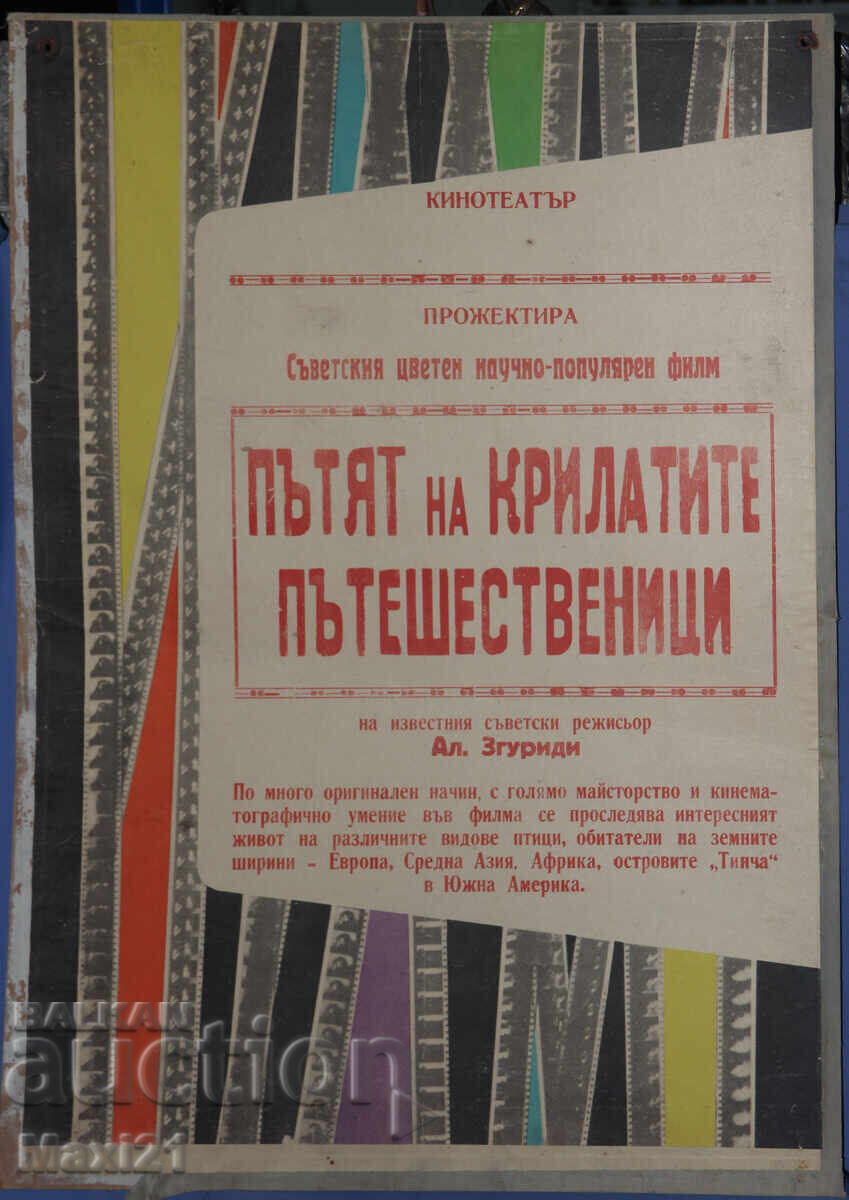 КИНОТЕАТЪР
ПРОЖЕКТИРА
Съветския цветен научно-популярен филм
ПЪТЯТ НА КРИЛАТИТЕ
ПЪТЕШЕСТВЕНИЦИ
на известния съветски режисьор
Ал. Згуриди
По много оригинален начин, с голямо майсторство и кинема-
тографично умение във филма се проследява интересният
живот на различните видове птици, обитатели на земните
ширини – Европа, Средна Азия, Африка, островите „Тинча“
в Южна Америка.
BALKAN
auction
Maxi21